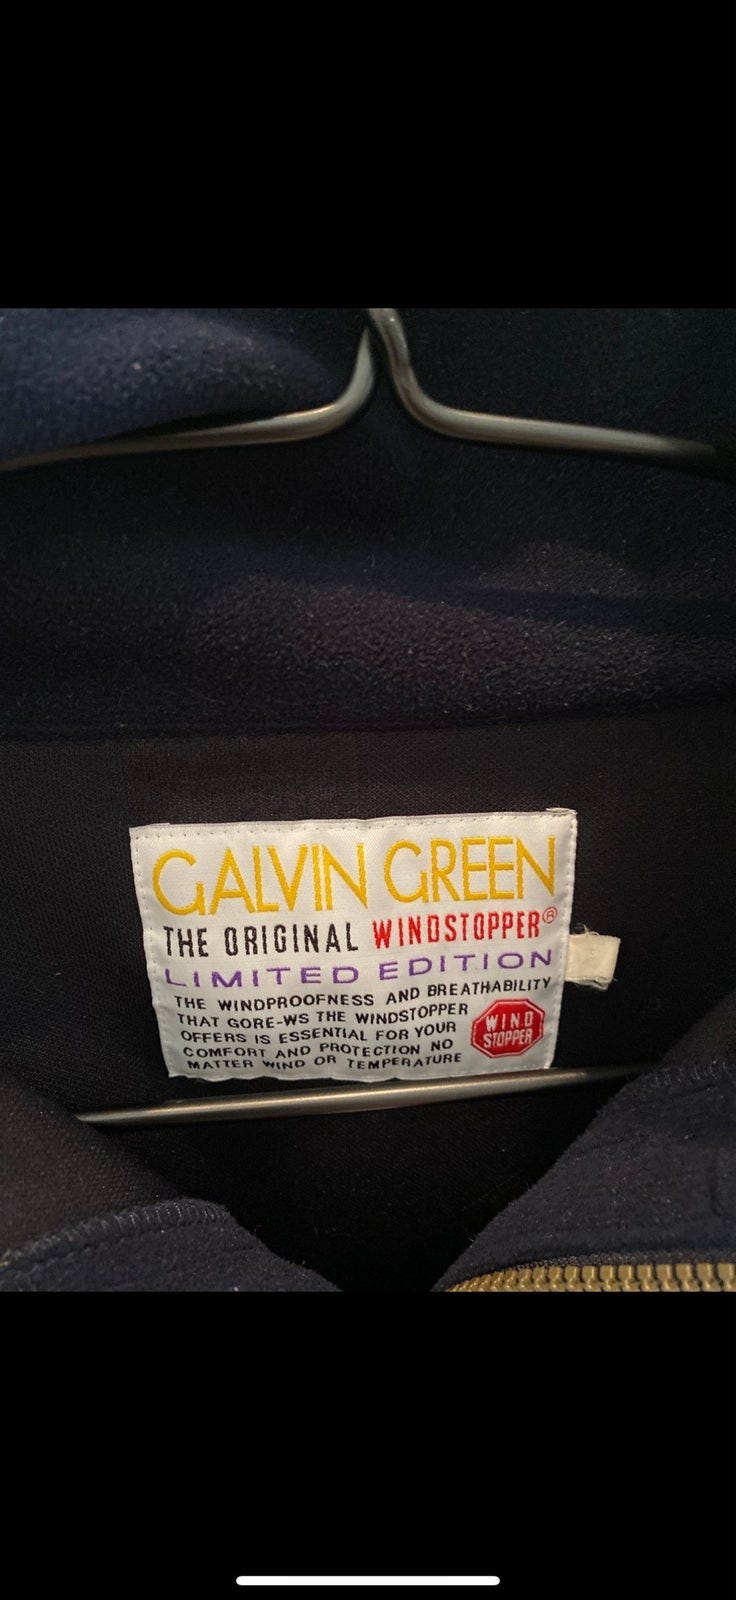 GALVIN GREEN
THE ORIGINAL WINDSTOPPER®
LIMITED EDITION
THE WINDPROOFNESS AND BREATHABILITY
THAT GORE-WS THE WINDSTOPPER
OFFERS IS ESSENTIAL FOR YOUR
COMFORT AND PROTECTION NO
MATTER WIND OR TEMPERATURE
WIND
STOPPER